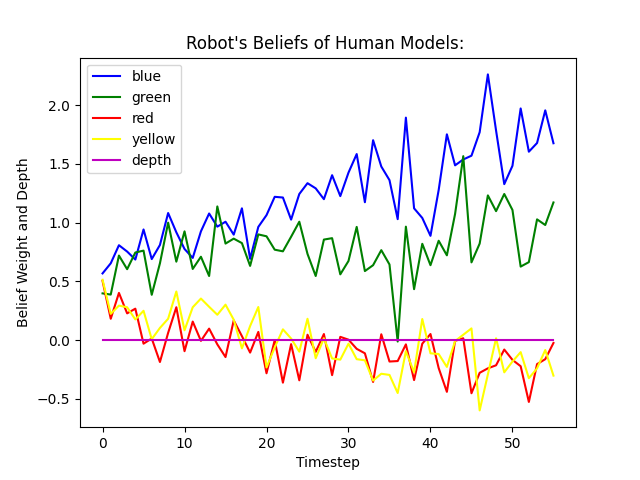 Robot's Beliefs of Human Models:
blue
green
red
yellow
depth
Belief Weight and Depth
2.0
1.5
1.0
0.5
0.0
−0.5
0 10 20 30 40 50
Timestep